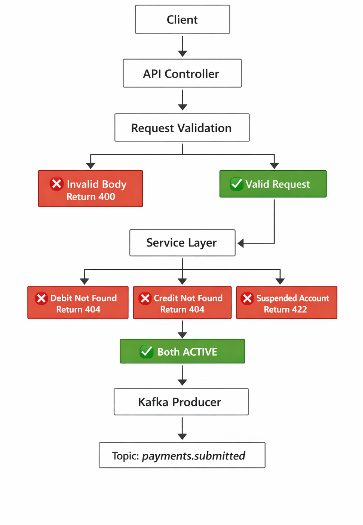 Client
API Controller
Request Validation
Invalid Body
Return 400
Valid Request
Service Layer
Debit Not Found
Return 404
Credit Not Found
Return 404
Suspended Account
Return 422
Both ACTIVE
Kafka Producer
Topic: payments.submitted